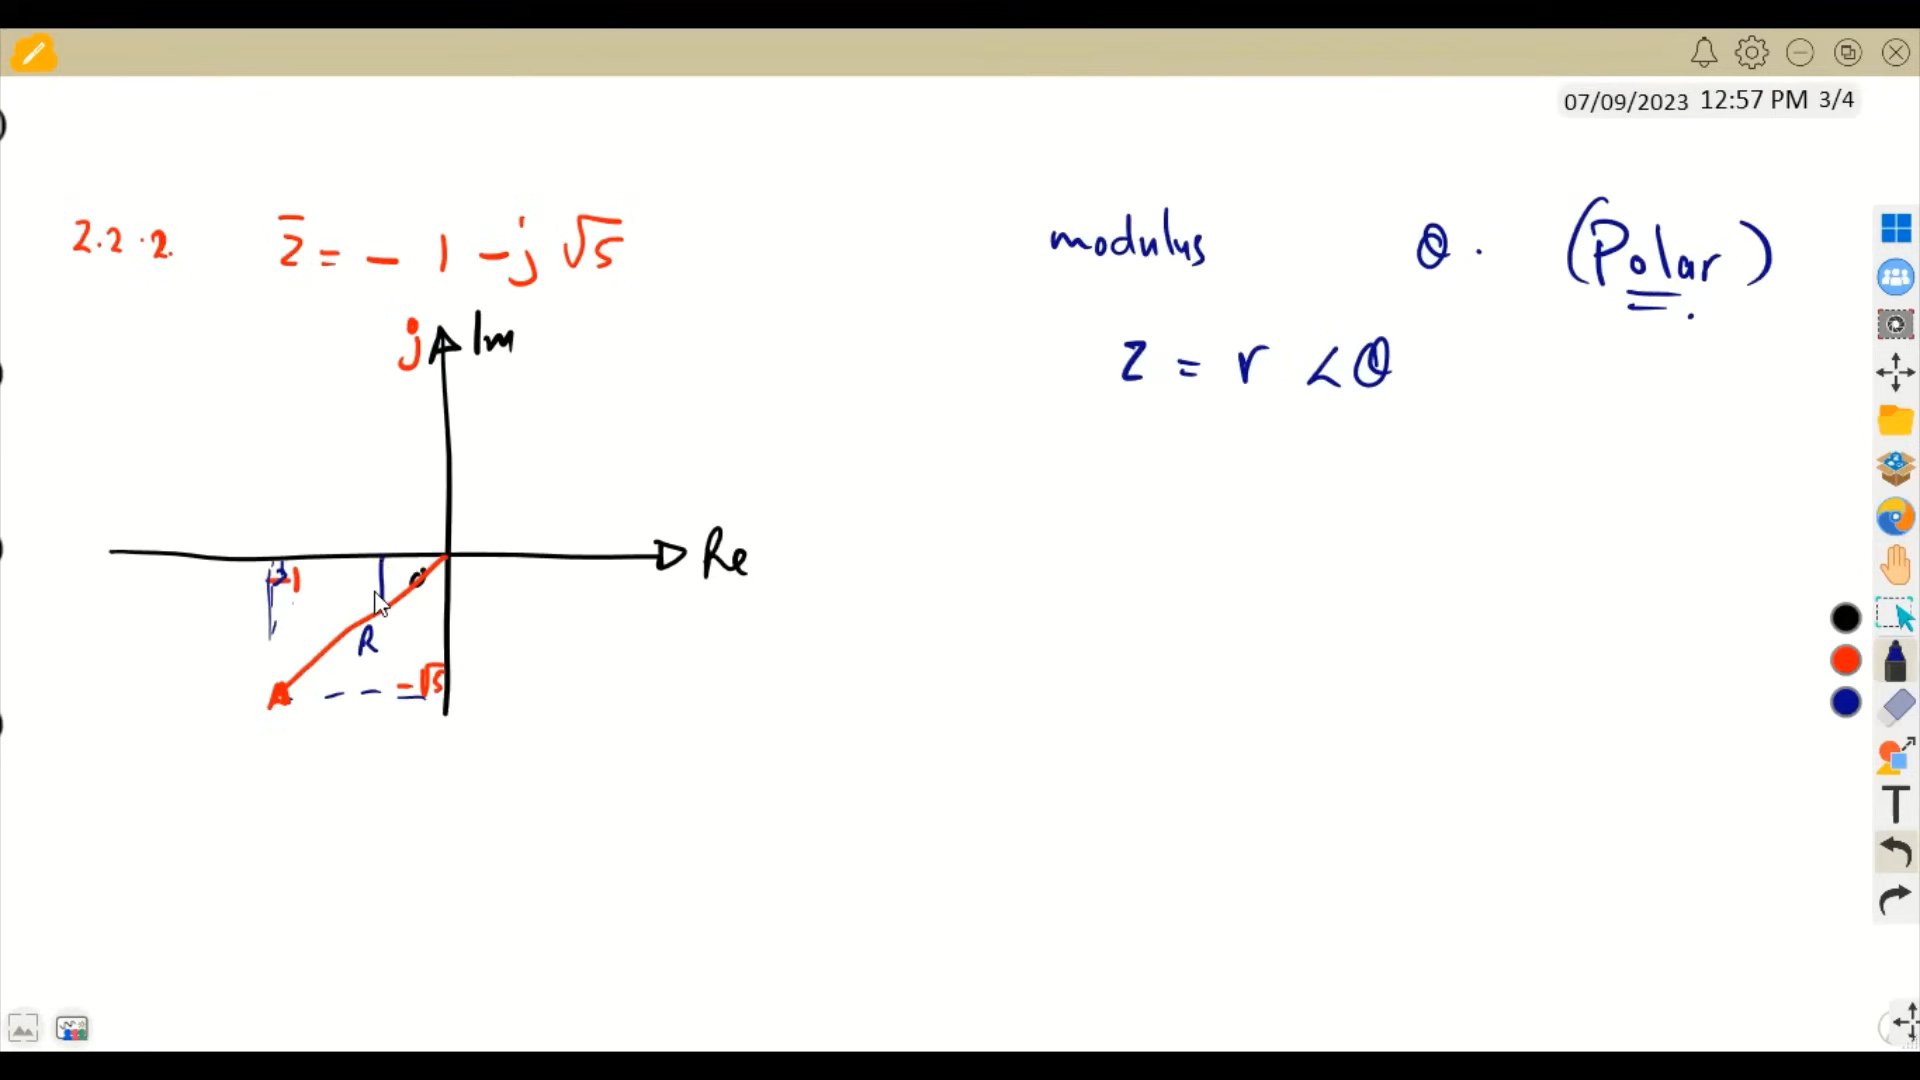 07/09/2023 12:57 PM 3/4
2.2.2. z̄ = - 1 - j √5
modulus θ. (Polar)
z = r < θ
j Im
Re
-1
R
-√5
T